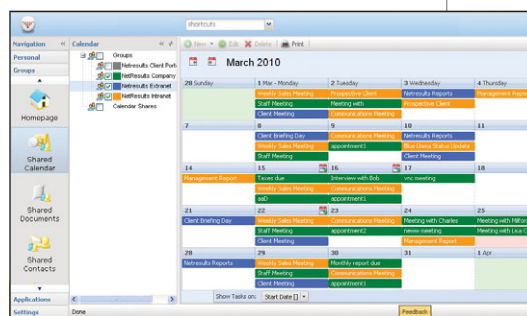 shortcuts
Navigation
Calendar
New Edit Delete Print
Personal
Groups
Groups
Netresults Client Port
NetResults Company
NetResults Extranet
NetResults Intranet
Calendar Shares
March 2010
28 Sunday 1 Mar - Monday 2 Tuesday 3 Wednesday 4 Thursday
Weekly Sales Meeting Prospective Client Netresults Reports Management Repor
Staff Meeting Meeting with Prospective Client
Client Meeting Communications Meeting
Homepage
7 8 9 10 11
Client Briefing Day Communications Meeting Netresults Reports
Weekly Sales Meeting appointment1 Blue Llama Status Update
Staff Meeting Client Meeting
Shared
Calendar
14 15 16 17 18
Management Report Taxes due Interview with Bob vnc meeting
Weekly Sales Meeting Communications Meeting
aaD appointment1
Shared
Documents
21 22 23 24 25
Client Briefing Day Weekly Sales Meeting Communications Meeting Meeting with Charles Meeting with Milfor
Staff Meeting appointment2 newww meeting Meeting with Lisa C
Client Meeting Management Report
Shared
Contacts
28 29 30 31 1 Apr
Netresults Reports Weekly Sales Meeting Monthly report due
Staff Meeting Communications Meeting
Client Meeting appointment1
Applications
Show Tasks on: Start Date []
Settings
Done
Feedback